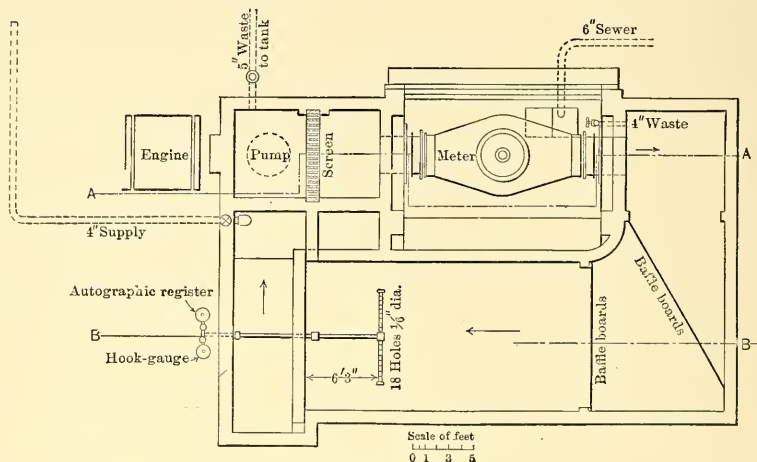 5" Waste
to tank
6" Sewer
Engine
Pump
Screen
Meter
4" Waste
A
A
4" Supply
Autographic register
B
Hook-gauge
6'3"
18 Holes 1/6" dia.
Baffle boards
Baffle boards
B
Scale of feet
0 1 3 5